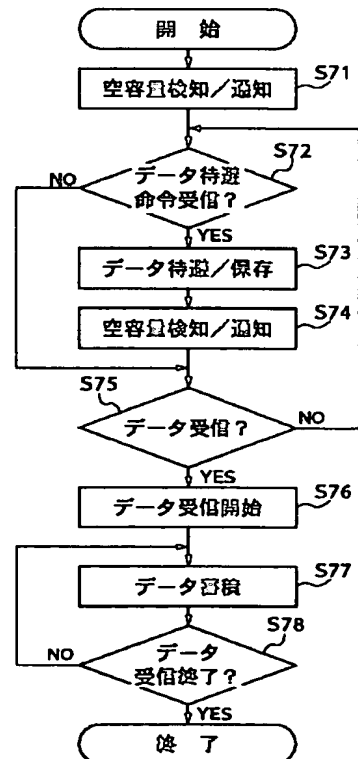 開 始
空容量検知／通知
S71
データ待避
命令受信？
S72
NO
YES
データ待避／保存
S73
空容量検知／通知
S74
データ受信？
S75
NO
YES
データ受信開始
S76
データ蓄積
S77
データ
受信終了？
S78
NO
YES
終 了